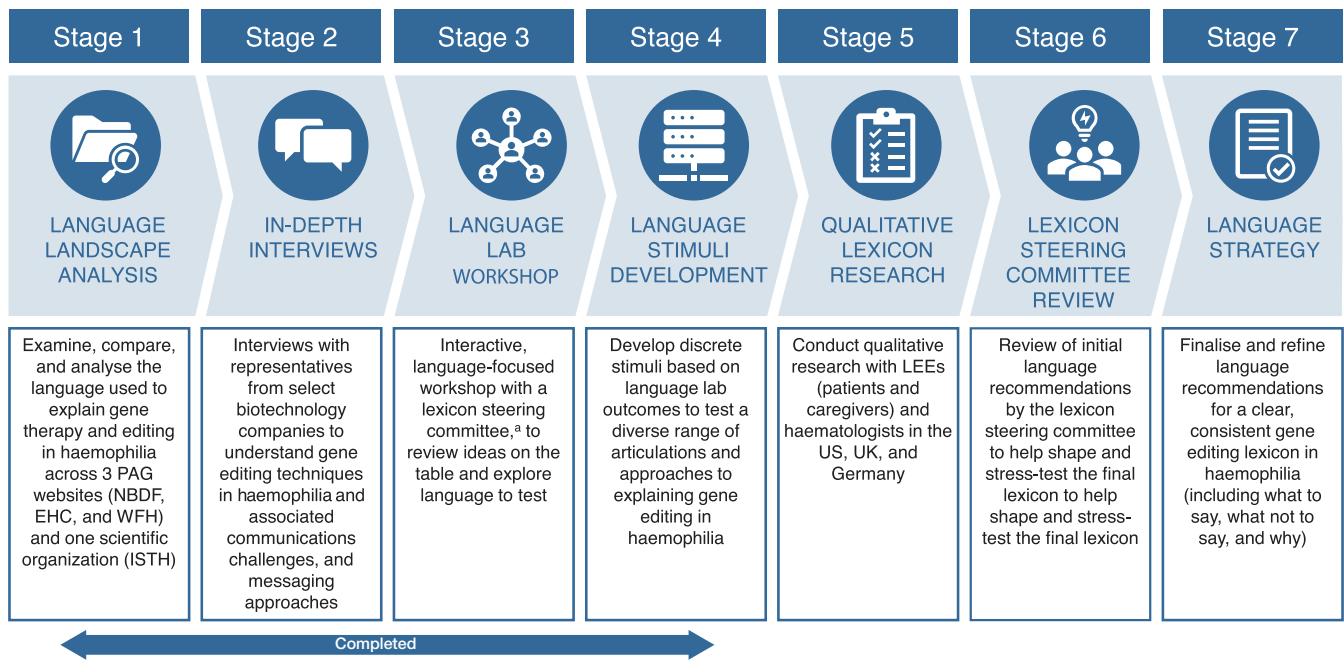 Stage 1
Stage 2
Stage 3
Stage 4
Stage 5
Stage 6
Stage 7
LANGUAGE
LANDSCAPE
ANALYSIS
IN-DEPTH
INTERVIEWS
LANGUAGE
LAB
WORKSHOP
LANGUAGE
STIMULI
DEVELOPMENT
QUALITATIVE
LEXICON
RESEARCH
LEXICON
STEERING
COMMITTEE
REVIEW
LANGUAGE
STRATEGY
Examine, compare,
and analyse the
language used to
explain gene
therapy and editing
in haemophilia
across 3 PAG
websites (NBDF,
EHC, and WFH)
and one scientific
organization (ISTH)
Interviews with
representatives
from select
biotechnology
companies to
understand gene
editing techniques
in haemophilia and
associated
communications
challenges, and
messaging
approaches
Interactive,
language-focused
workshop with a
lexicon steering
committee,ᵃ to
review ideas on the
table and explore
language to test
Develop discrete
stimuli based on
language lab
outcomes to test a
diverse range of
articulations and
approaches to
explaining gene
editing in
haemophilia
Conduct qualitative
research with LEEs
(patients and
caregivers) and
haematologists in the
US, UK, and
Germany
Review of initial
language
recommendations
by the lexicon
steering committee
to help shape and
stress-test the final
lexicon to help
shape and stress-
test the final lexicon
Finalise and refine
language
recommendations
for a clear,
consistent gene
editing lexicon in
haemophilia
(including what to
say, what not to
say, and why)
Completed